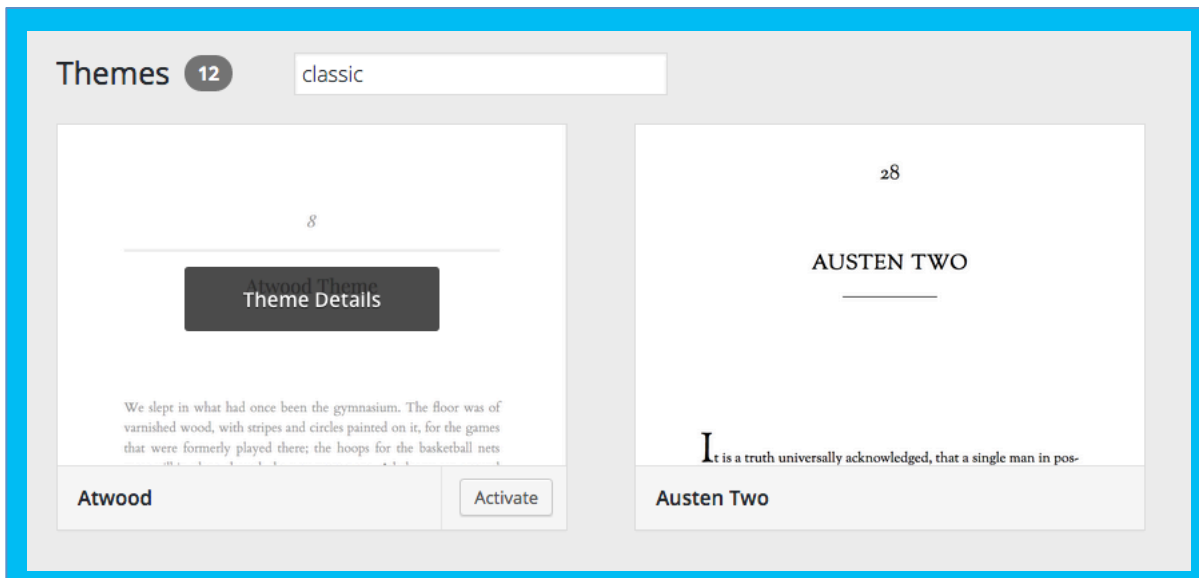 Themes 12
classic
8
Atwood Theme
Theme Details
We slept in what had once been the gymnasium. The floor was of
varnished wood, with stripes and circles painted on it, for the games
that were formerly played there; the hoops for the basketball nets
Atwood
Activate
28
AUSTEN TWO
It is a truth universally acknowledged, that a single man in pos-
Austen Two